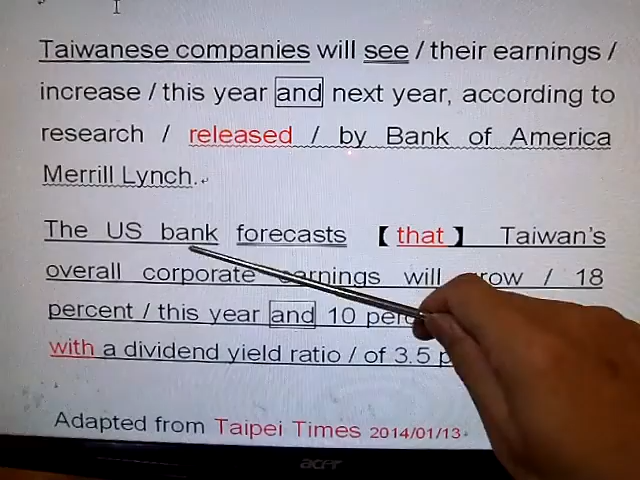 Taiwanese companies will see / their earnings /
increase / this year and next year, according to
research / released / by Bank of America
Merrill Lynch.
The US bank forecasts 【that】 Taiwan's
overall corporate earnings will grow / 18
percent / this year and 10
with a dividend yield ratio / of 3.5
Adapted from Taipei Times 2014/01/13
acer